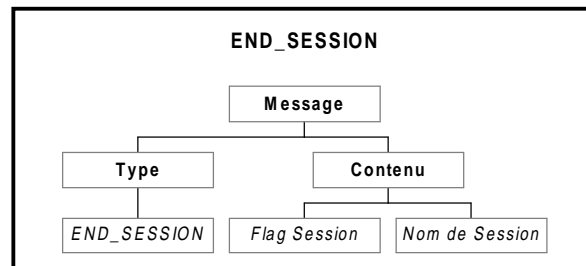 END_SESSION
Message
Type Contenu
END_SESSION Flag Session Nom de Session